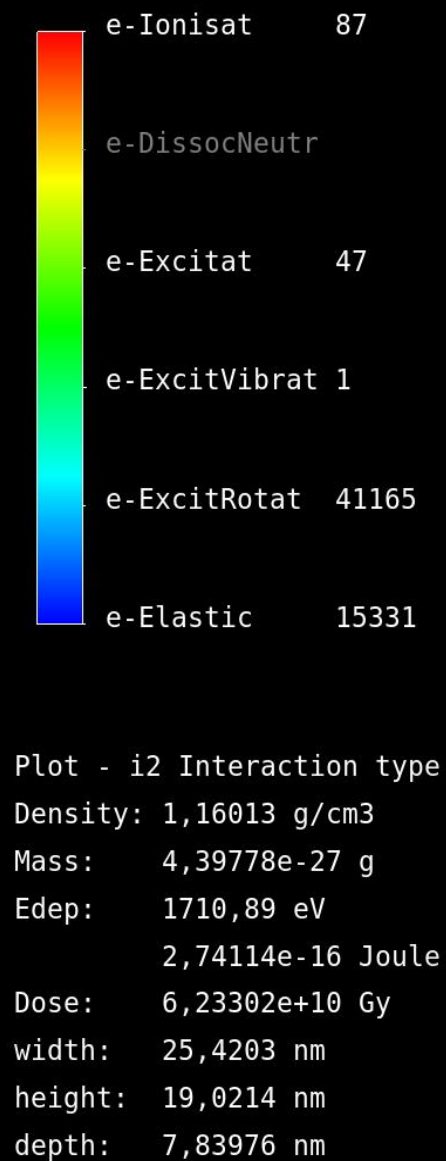 e-Ionisat 87
e-DissocNeutr
e-Excitat 47
e-ExcitVibrat 1
e-ExcitRotat 41165
e-Elastic 15331
Plot - i2 Interaction type
Density: 1,16013 g/cm3
Mass: 4,39778e-27 g
Edep: 1710,89 eV
2,74114e-16 Joule
Dose: 6,23302e+10 Gy
width: 25,4203 nm
height: 19,0214 nm
depth: 7,83976 nm